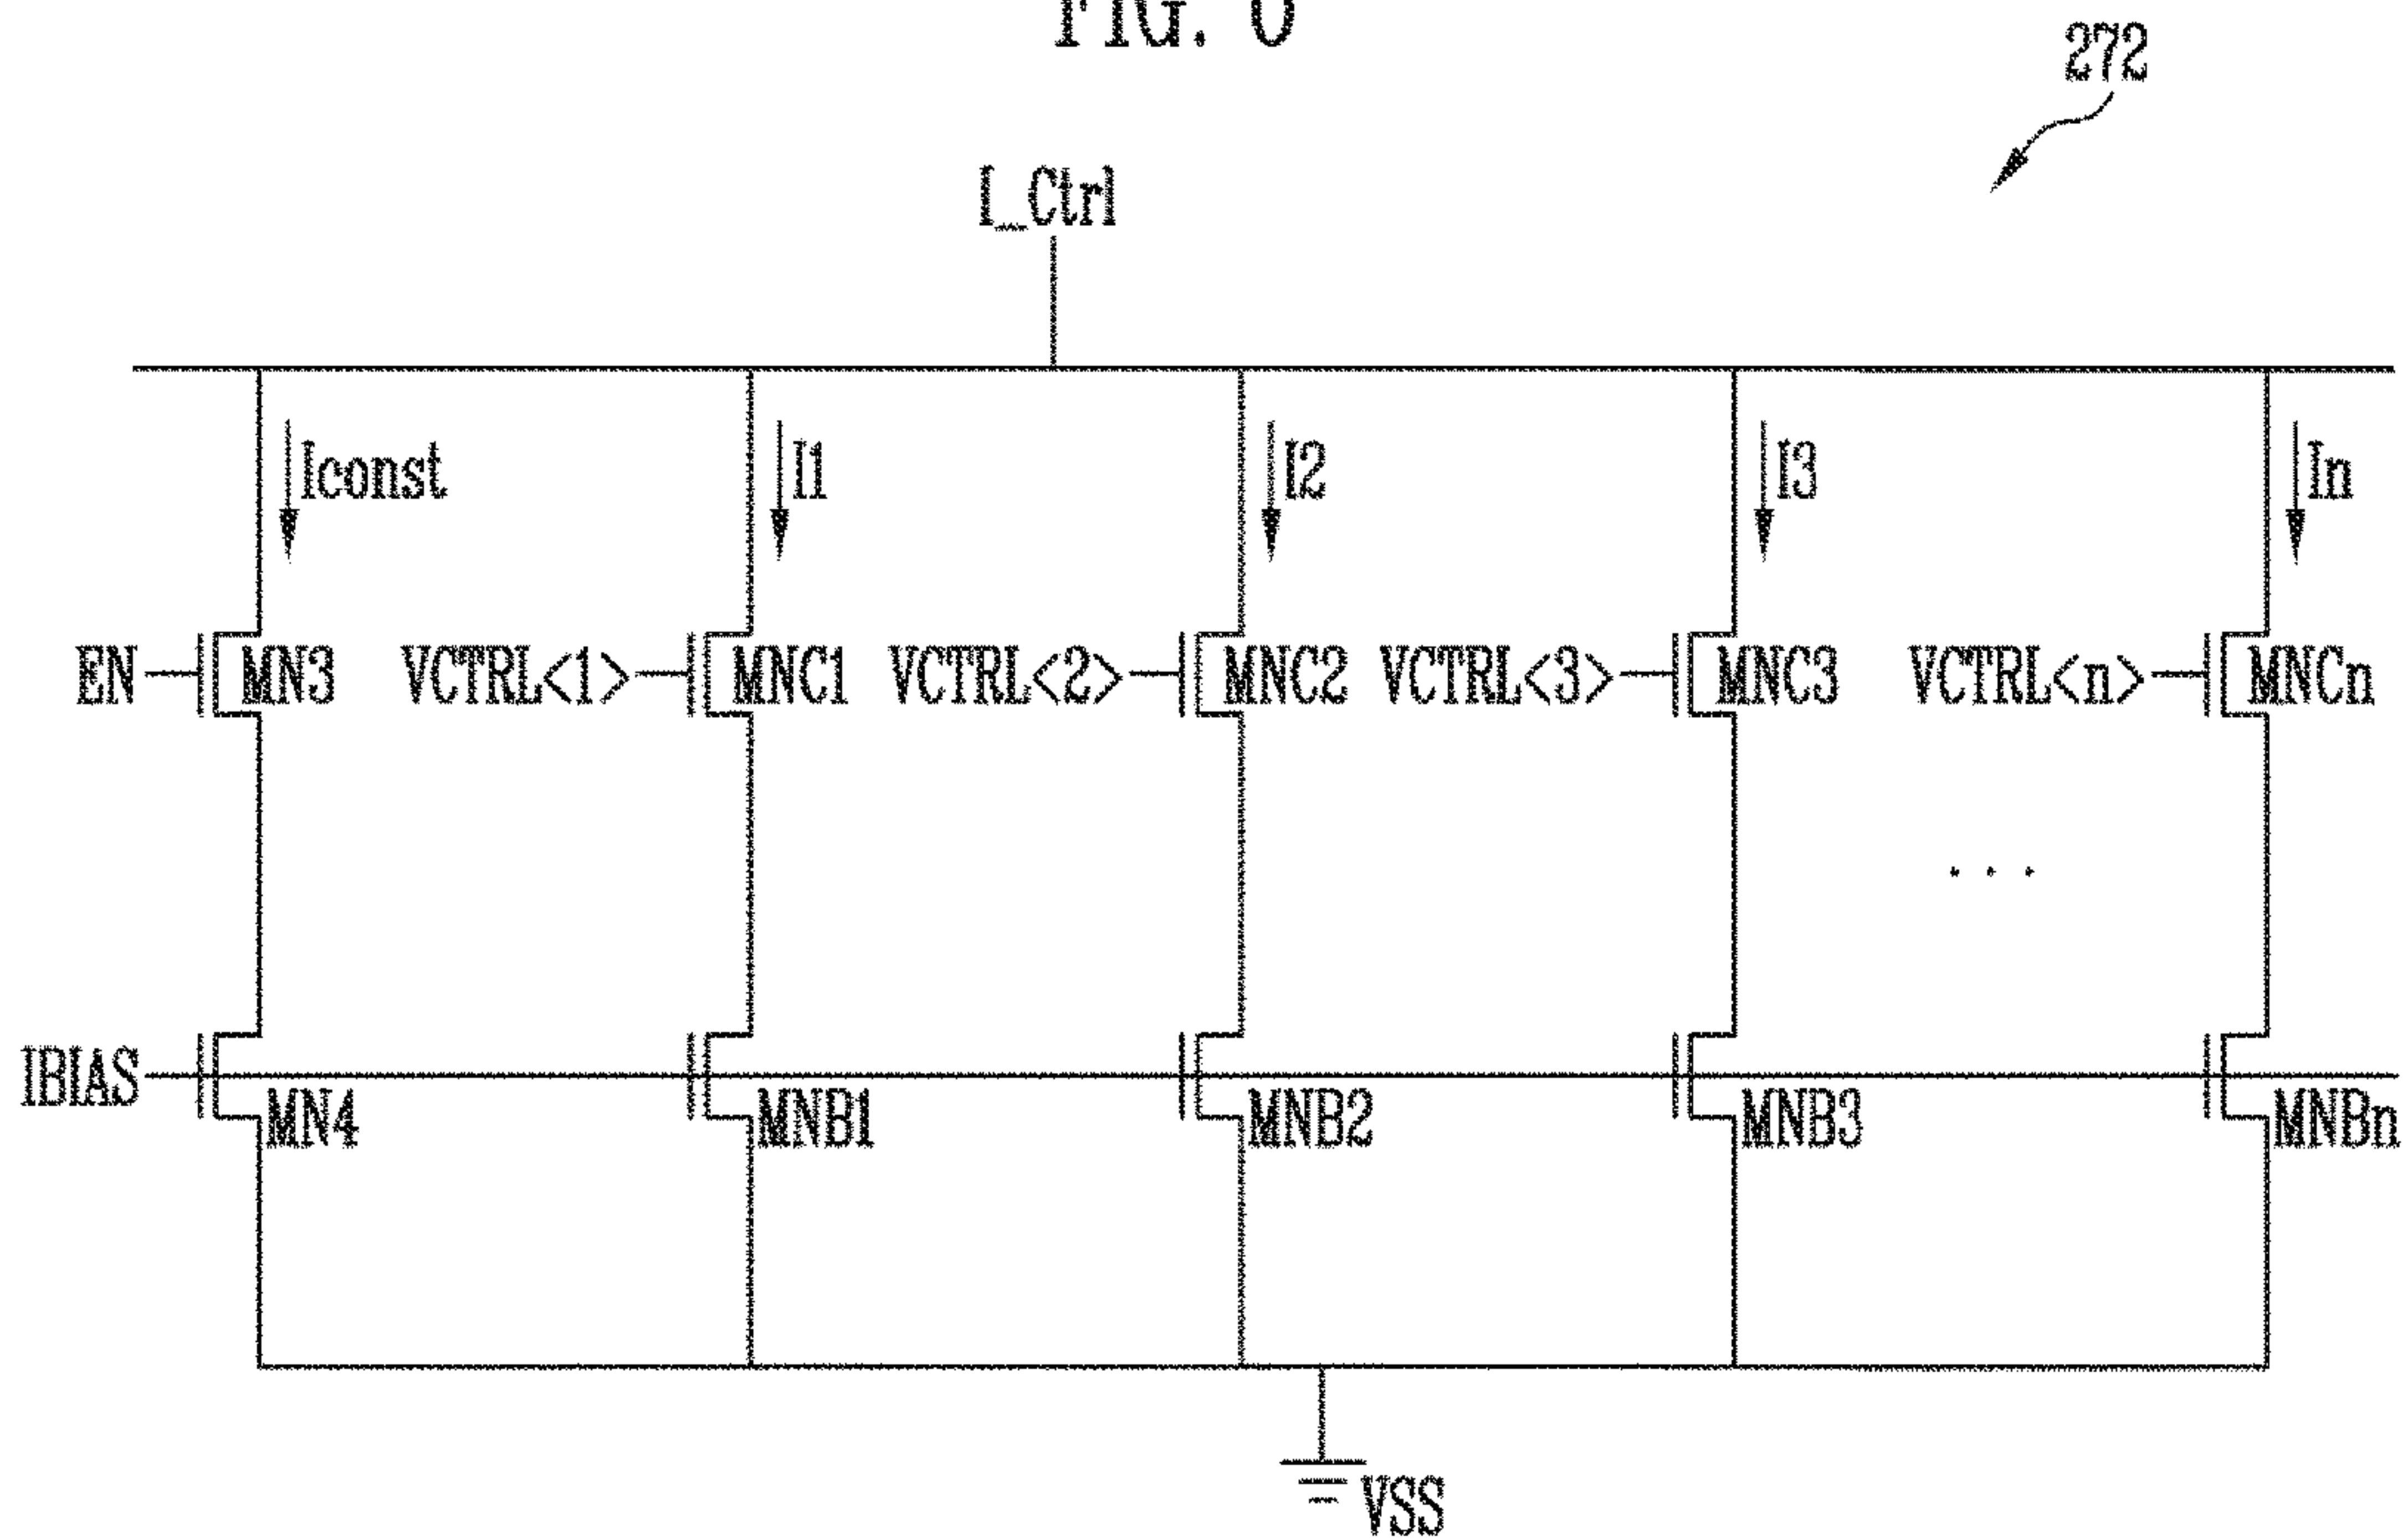 FIG.
272
I_Ctrl
Iconst
I1
I2
I3
In
EN
MN3
VCTRL<1>
MNC1
VCTRL<2>
MNC2
VCTRL<3>
MNC3
VCTRL<n>
MNCn
. . .
IBIAS
MN4
MNB1
MNB2
MNB3
MNBn
VSS